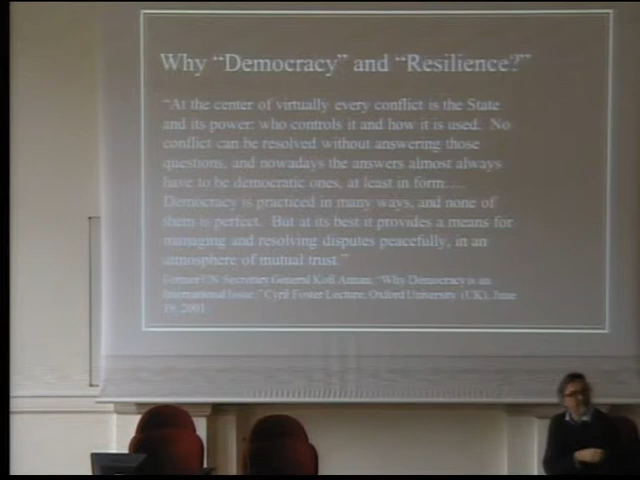 Why “Democracy” and “Resilience?”
“At the center of virtually every conflict is the State
and its power: who controls it and how it is used. No
conflict can be resolved without answering those
questions, and nowadays the answers almost always
have to be democratic ones, at least in form....
Democracy is practiced in many ways, and none of
them is perfect. But at its best it provides a means for
managing and resolving disputes peacefully, in an
atmosphere of mutual trust.”
Former UN Secretary General Kofi Annan, “Why Democracy is an
International Issue,” Cyril Foster Lecture, Oxford University (UK), June
19, 2001